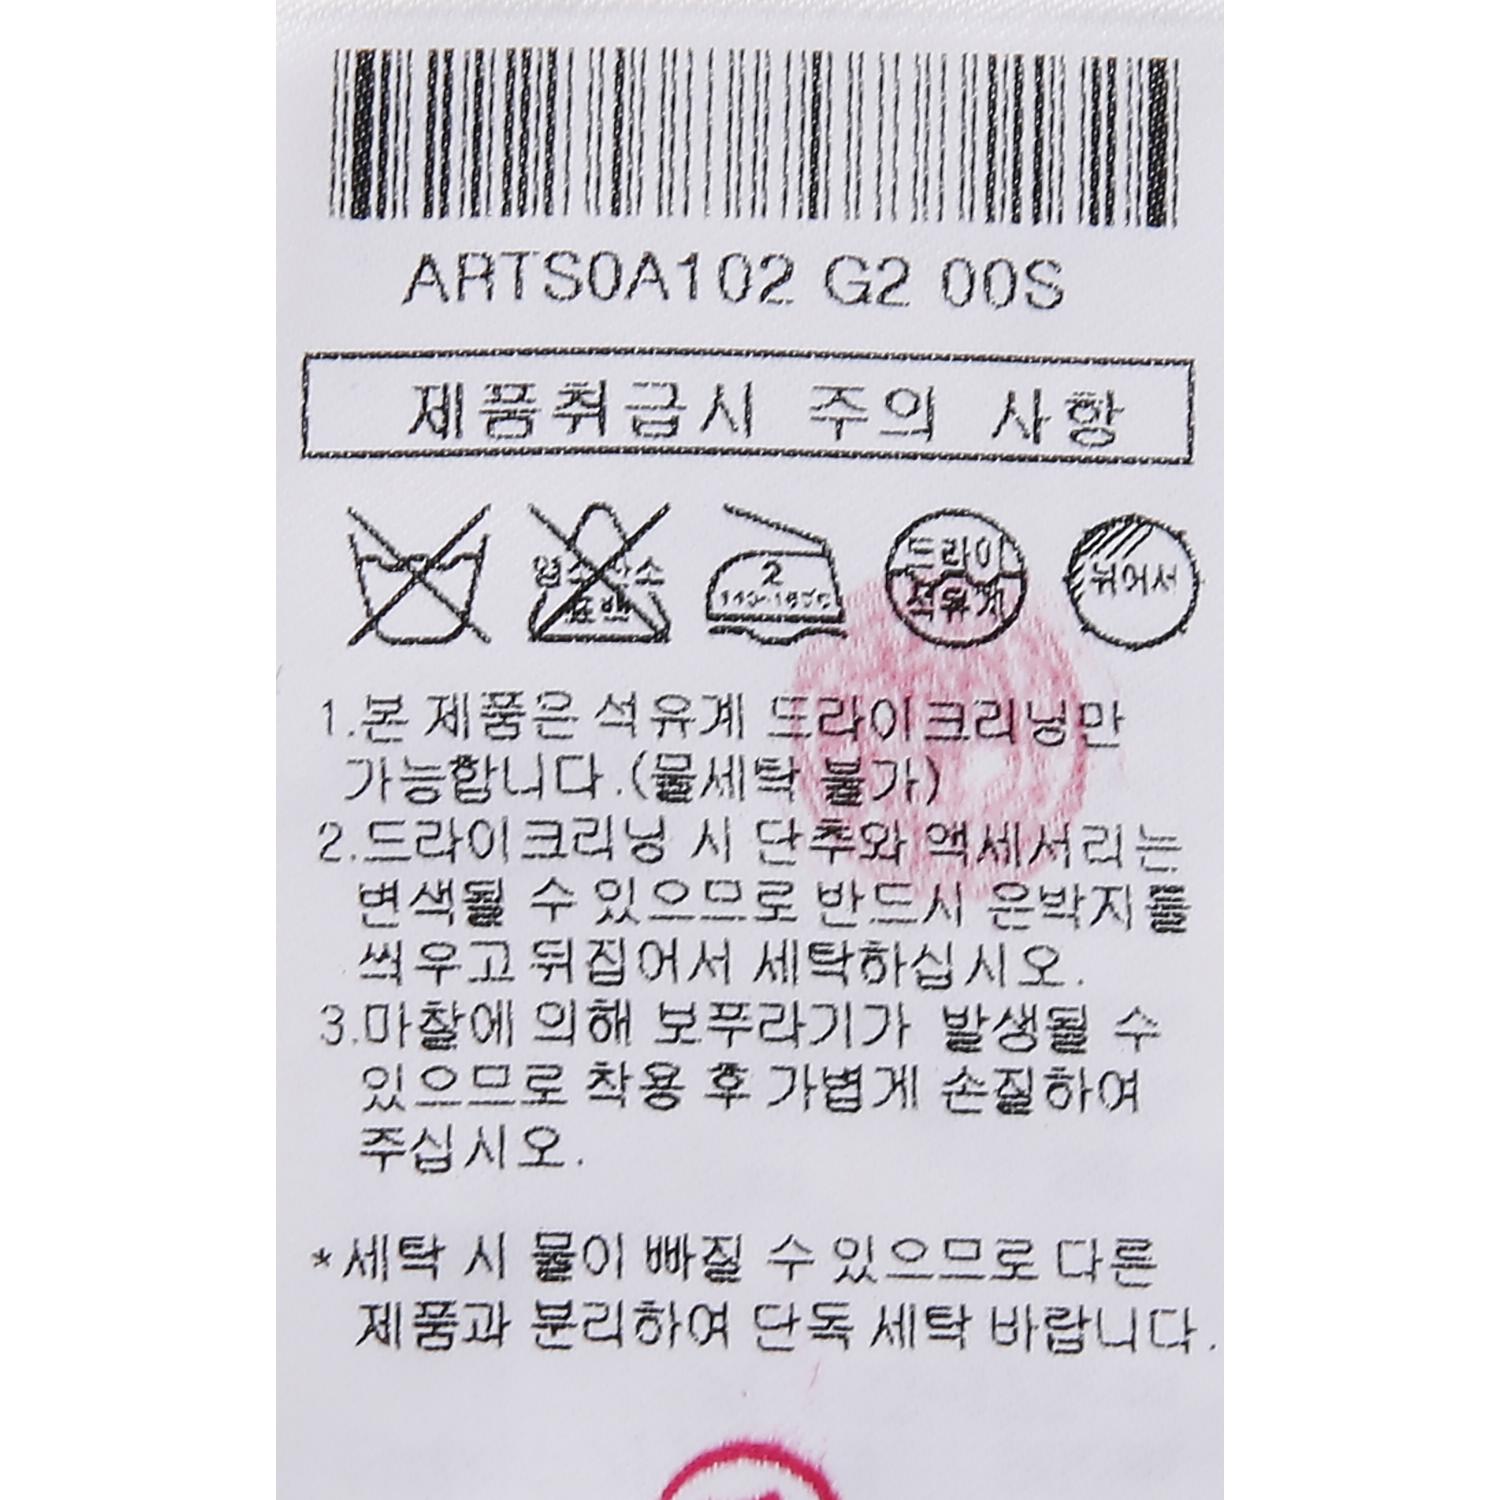 ARTS0A102 G2 00S
제품취급시 주의 사항
염소산소
표백
2
140-160℃
드라이
석유계
뉘어서
1.본 제품은 석유계 드라이크리닝만
가능합니다.(물세탁 불가)
2.드라이크리닝 시 단추와 액세서리는
변색될 수 있으므로 반드시 은박지를
씌우고 뒤집어서 세탁하십시오.
3.마찰에 의해 보푸라기가 발생될 수
있으므로 착용 후 가볍게 손질하여
주십시오.
*세탁 시 물이 빠질 수 있으므로 다른
제품과 분리하여 단독 세탁 바랍니다.